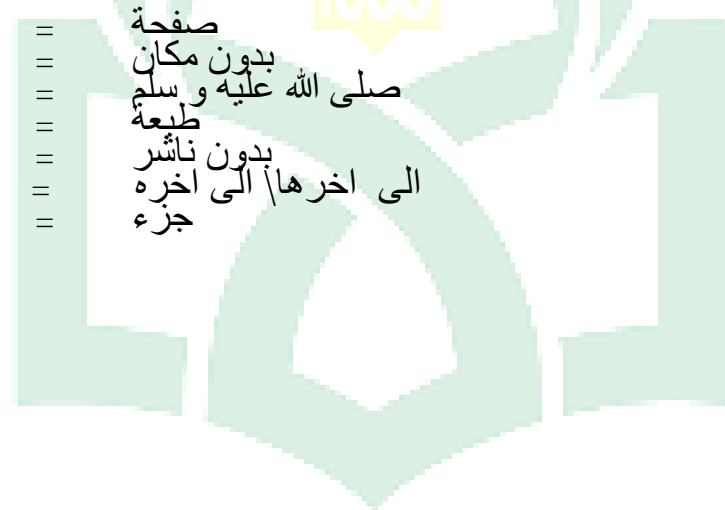 = صفحة
= بدون مكان
= صلى الله عليه و سلم
= طبعة
= بدون ناشر
= الى اخرها\ الى اخره
= جزء